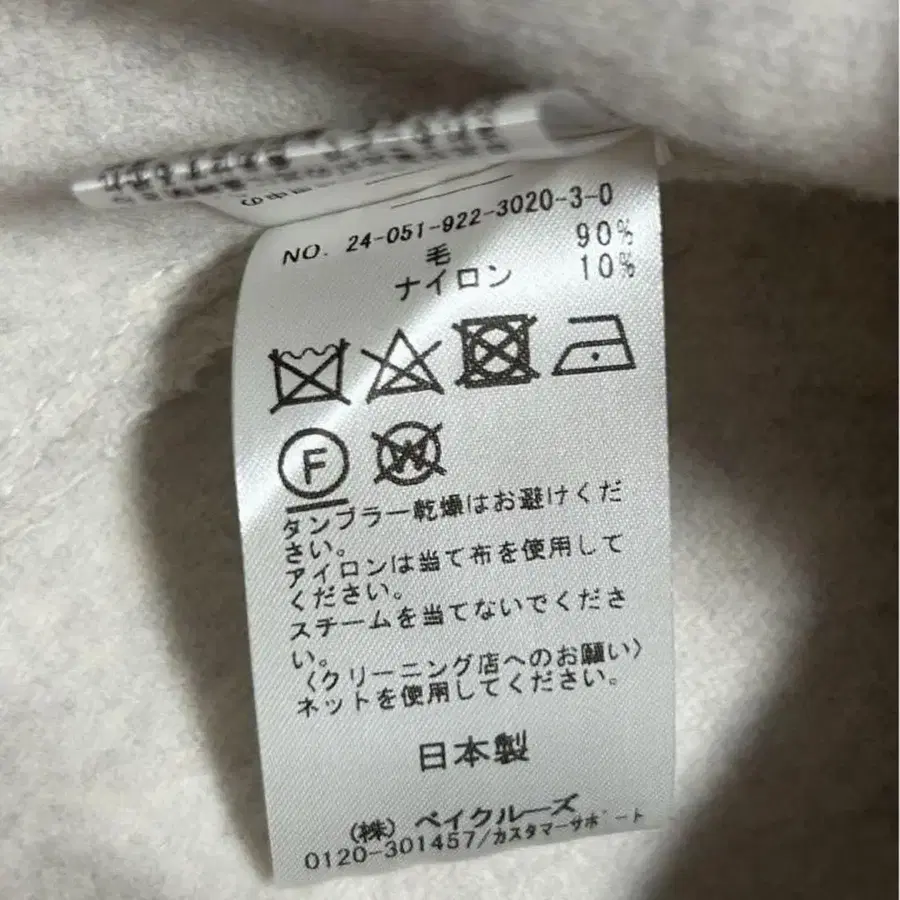 NO. 24-051-922-3020-3-0
毛 90%
ナイロン 10%
F
W
タンブラー乾燥はお避けくだ
さい。
アイロンは当て布を使用して
ください。
スチームを当てないでくださ
い。
〈クリーニング店へのお願い〉
ネットを使用してください。
日本製
(株) ベイクルーズ
0120-301457/カスタマーサポート